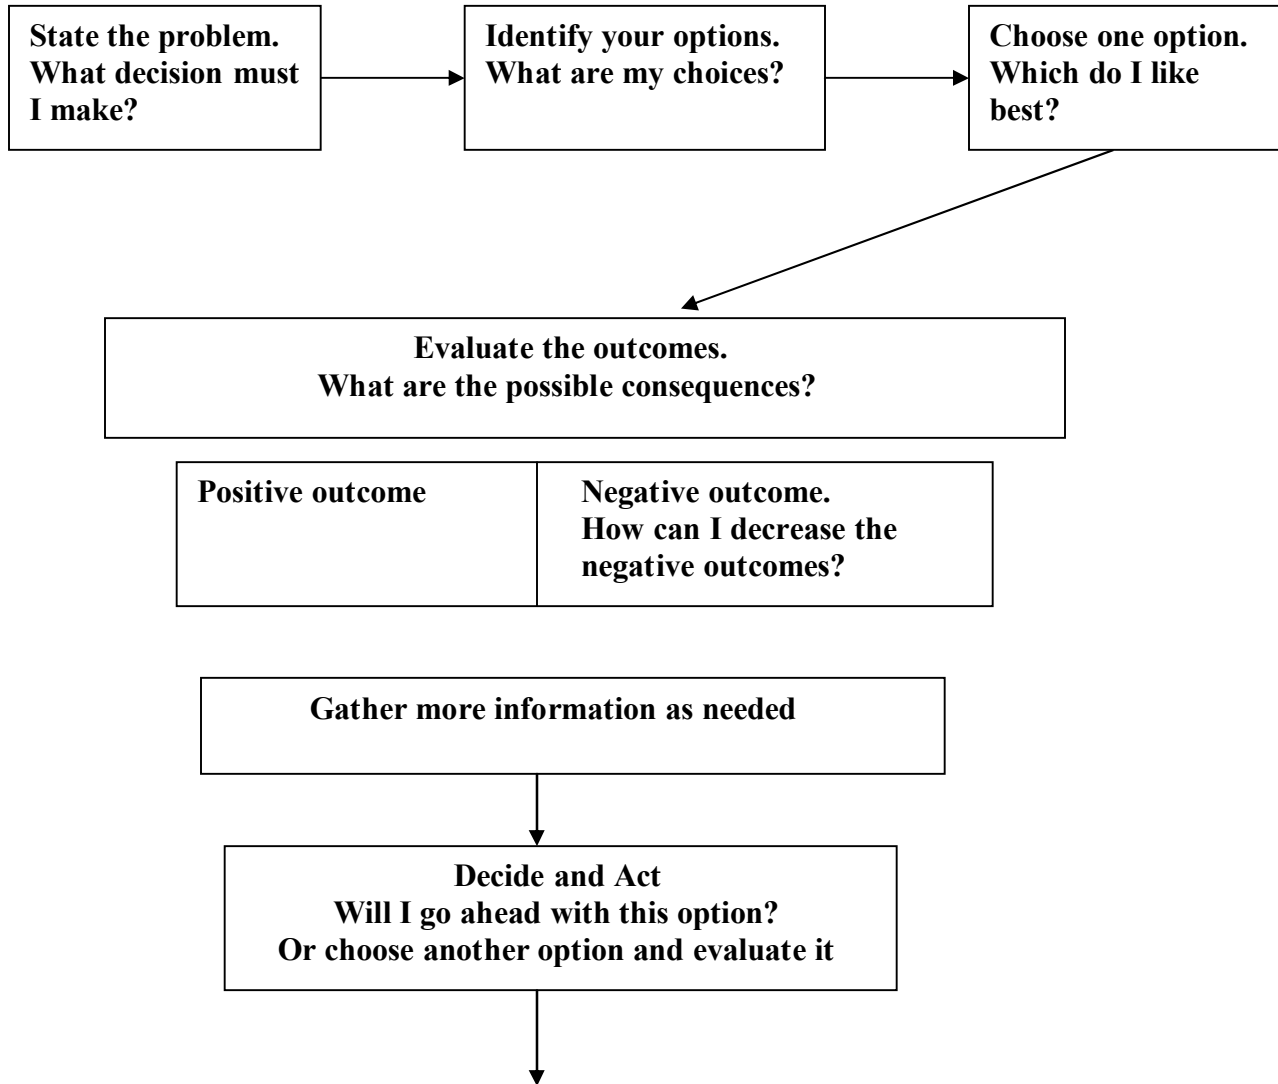 State the problem.
What decision must
I make?
Identify your options.
What are my choices?
Choose one option.
Which do I like
best?
Evaluate the outcomes.
What are the possible consequences?
Positive outcome
Negative outcome.
How can I decrease the
negative outcomes?
Gather more information as needed
Decide and Act
Will I go ahead with this option?
Or choose another option and evaluate it